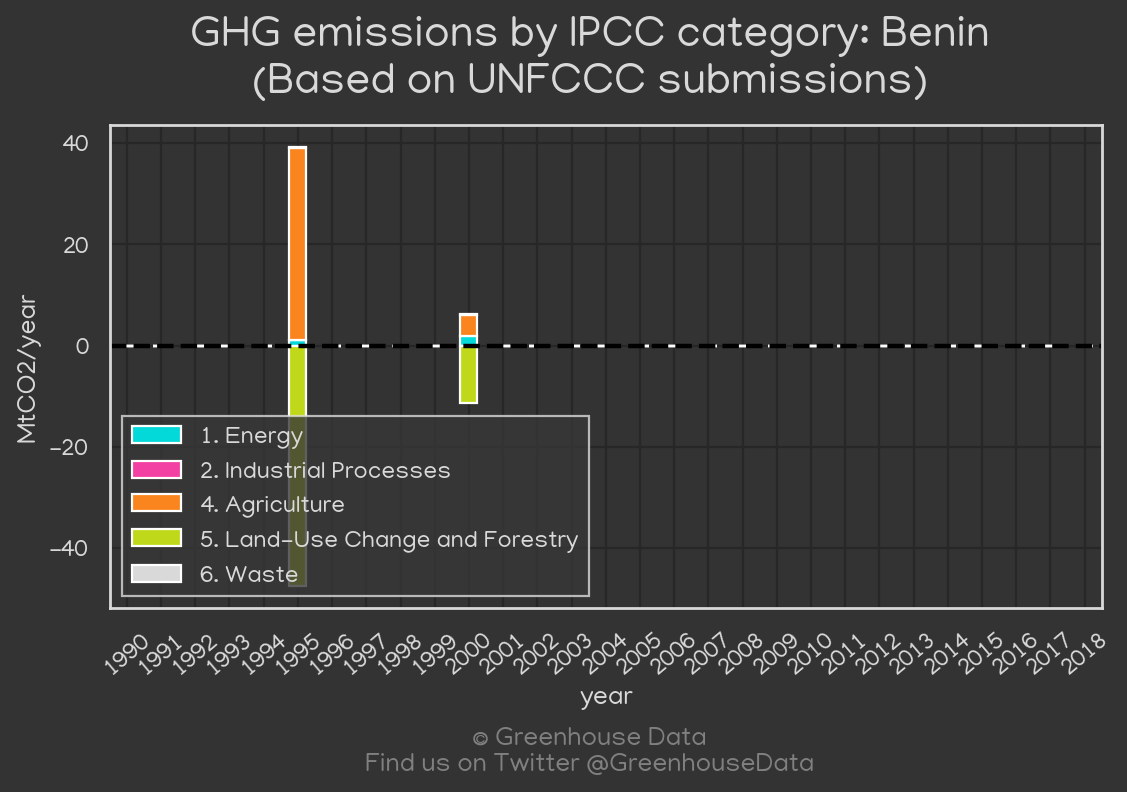 GHG emissions by IPCC category: Benin
(Based on UNFCCC submissions)
MtCO2/year
40
20
0
−20
−40
1. Energy
2. Industrial Processes
4. Agriculture
5. Land-Use Change and Forestry
6. Waste
1990 1991 1992 1993 1994 1995 1996 1997 1998 1999 2000 2001 2002 2003 2004 2005 2006 2007 2008 2009 2010 2011 2012 2013 2014 2015 2016 2017 2018
year
© Greenhouse Data
Find us on Twitter @GreenhouseData